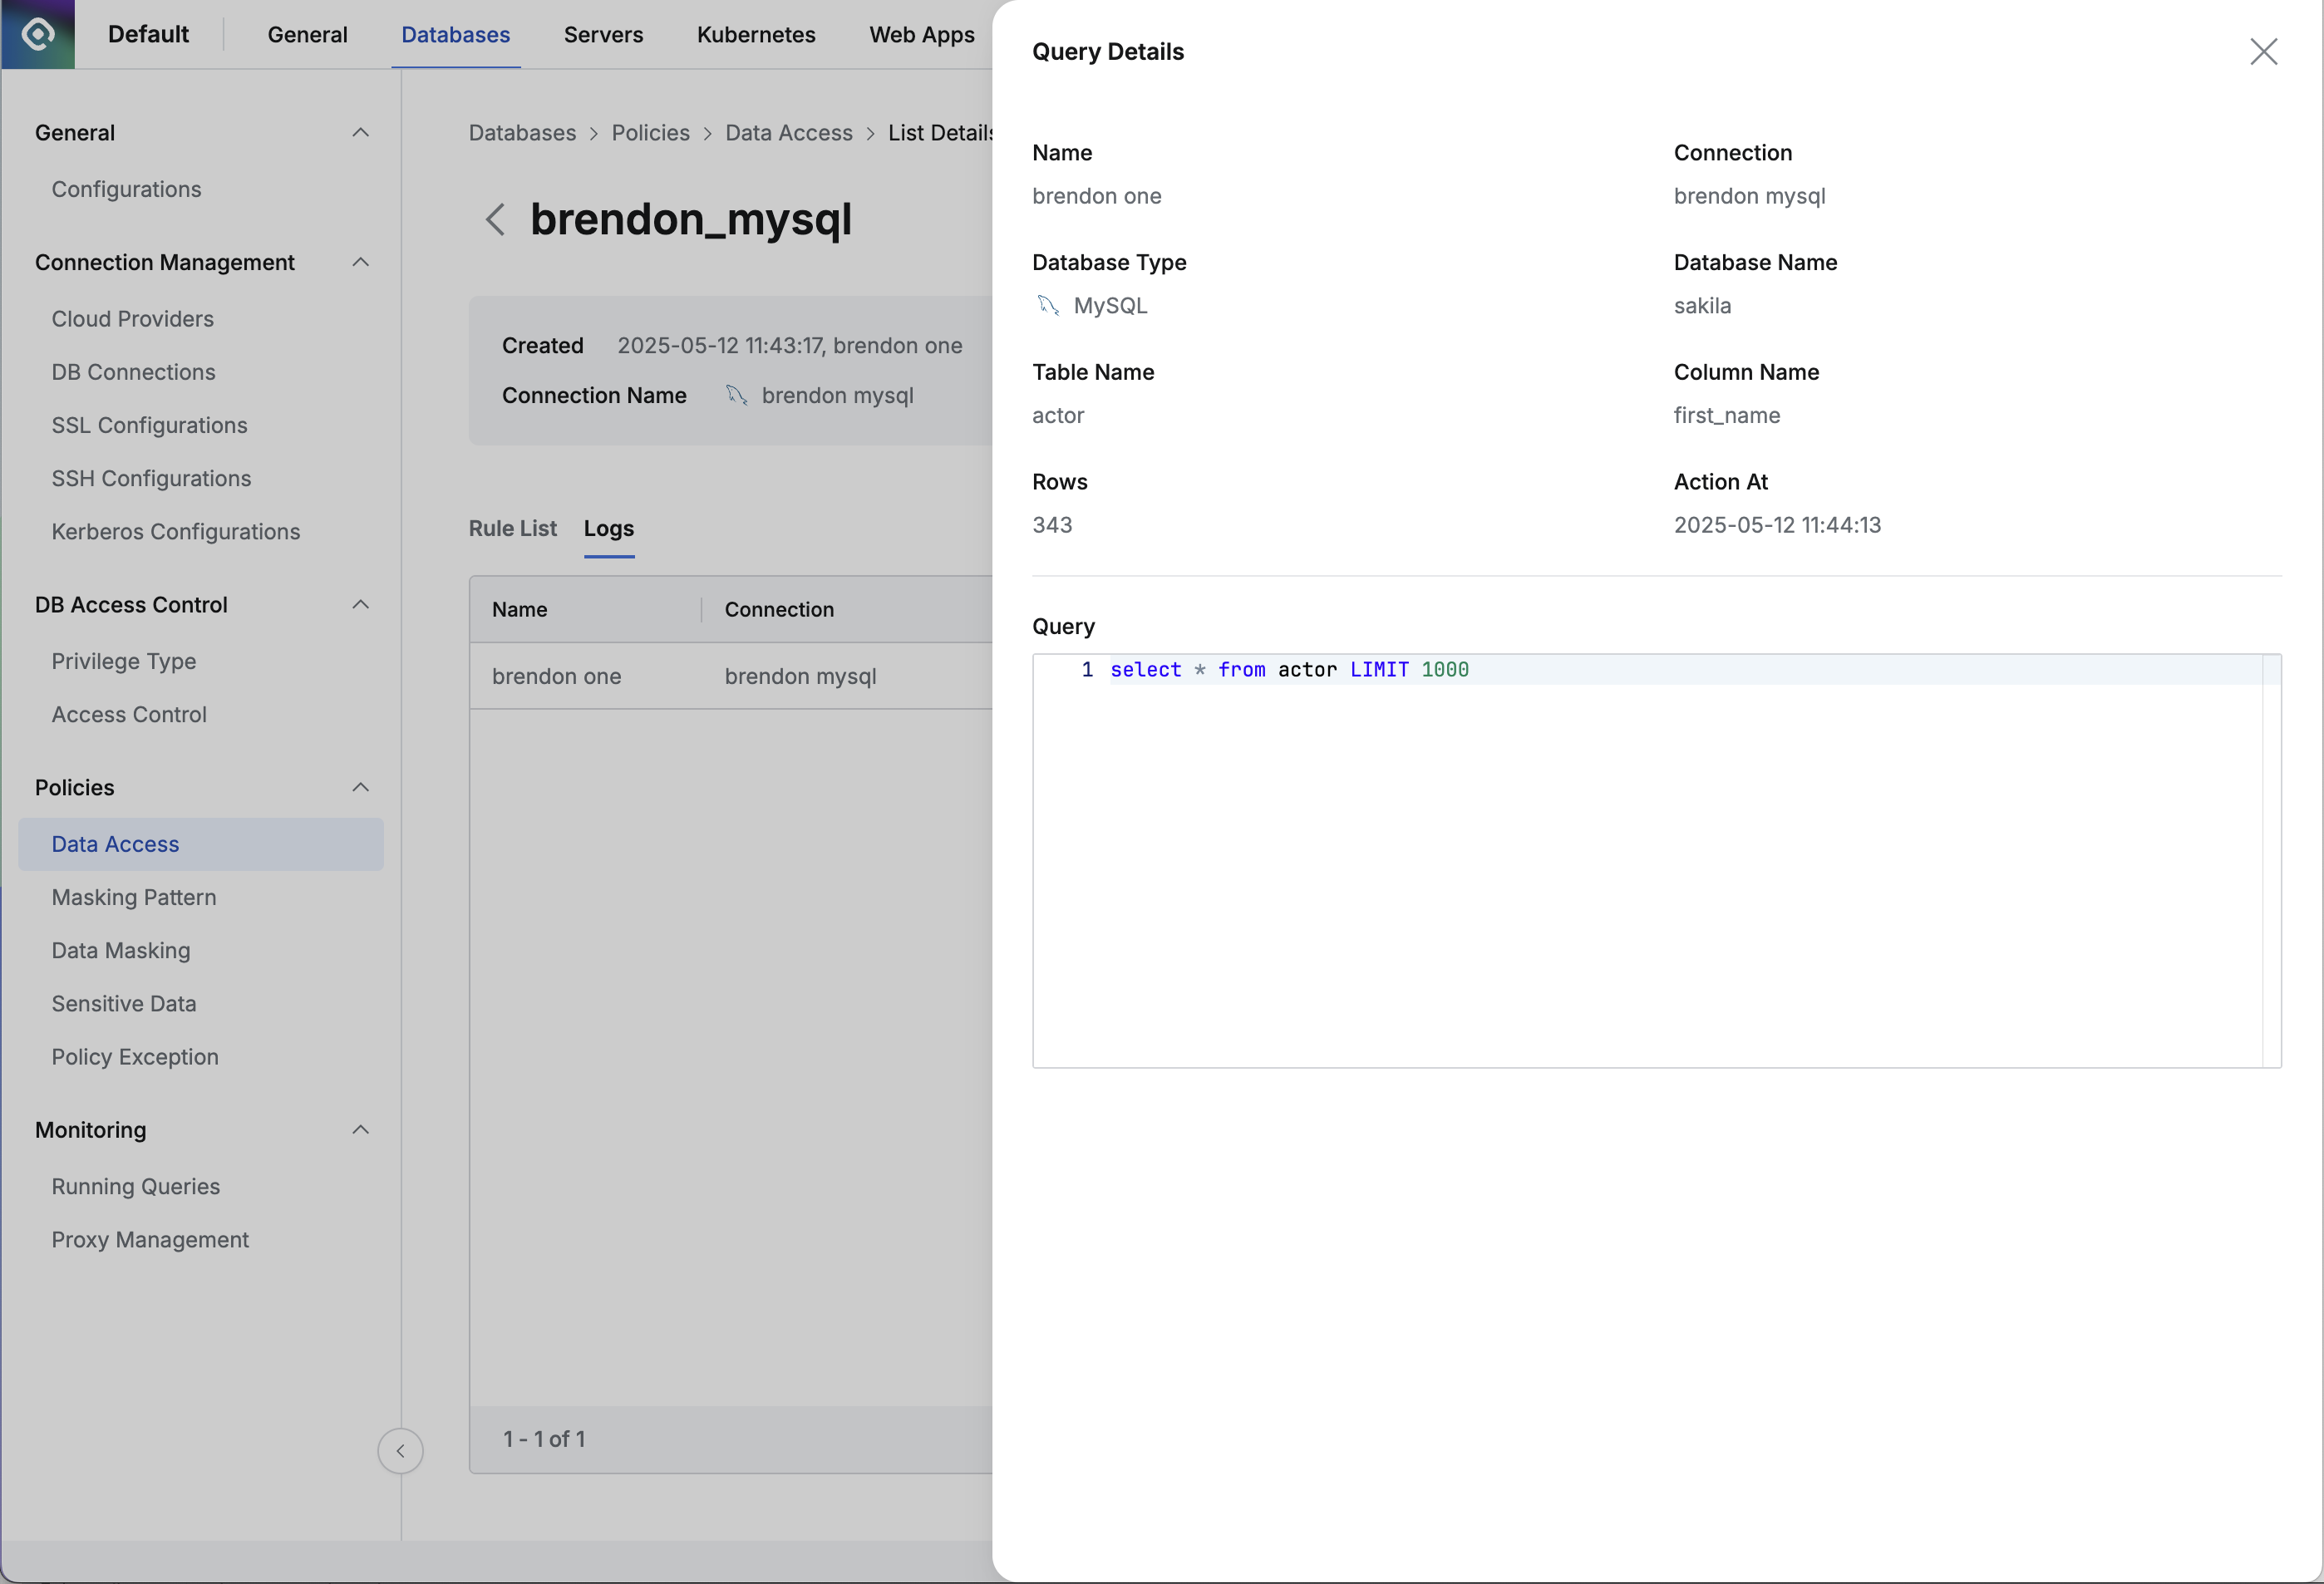 Default
General
Databases
Servers
Kubernetes
Web Apps
General
Configurations
Connection Management
Cloud Providers
DB Connections
SSL Configurations
SSH Configurations
Kerberos Configurations
DB Access Control
Privilege Type
Access Control
Policies
Data Access
Masking Pattern
Data Masking
Sensitive Data
Policy Exception
Monitoring
Running Queries
Proxy Management
Databases > Policies > Data Access > List Details
brendon_mysql
Created 2025-05-12 11:43:17, brendon one
Connection Name brendon mysql
Rule List Logs
Name Connection
brendon one brendon mysql
1 - 1 of 1
Query Details
Name Connection
brendon one brendon mysql
Database Type Database Name
MySQL sakila
Table Name Column Name
actor first_name
Rows Action At
343 2025-05-12 11:44:13
Query
1 select * from actor LIMIT 1000